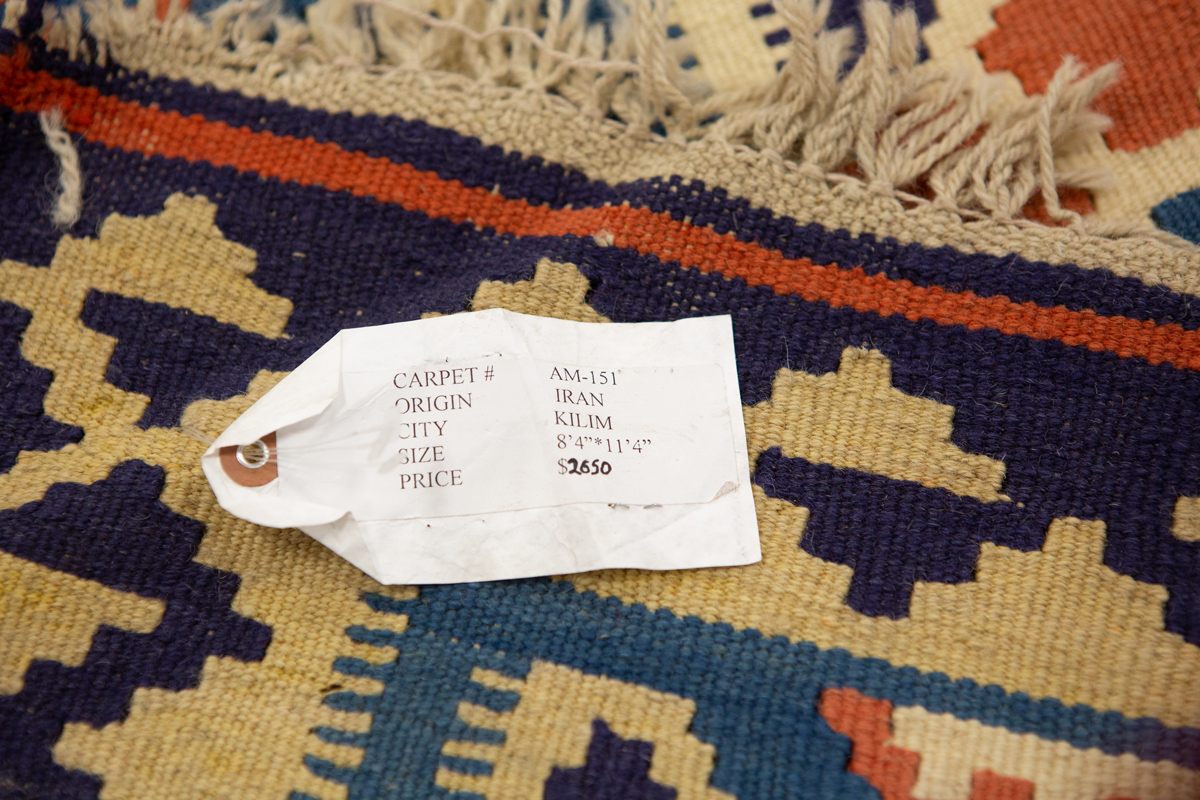 CARPET # AM-151
ORIGIN IRAN
CITY KILIM
SIZE 8'4"*11'4"
PRICE $2650